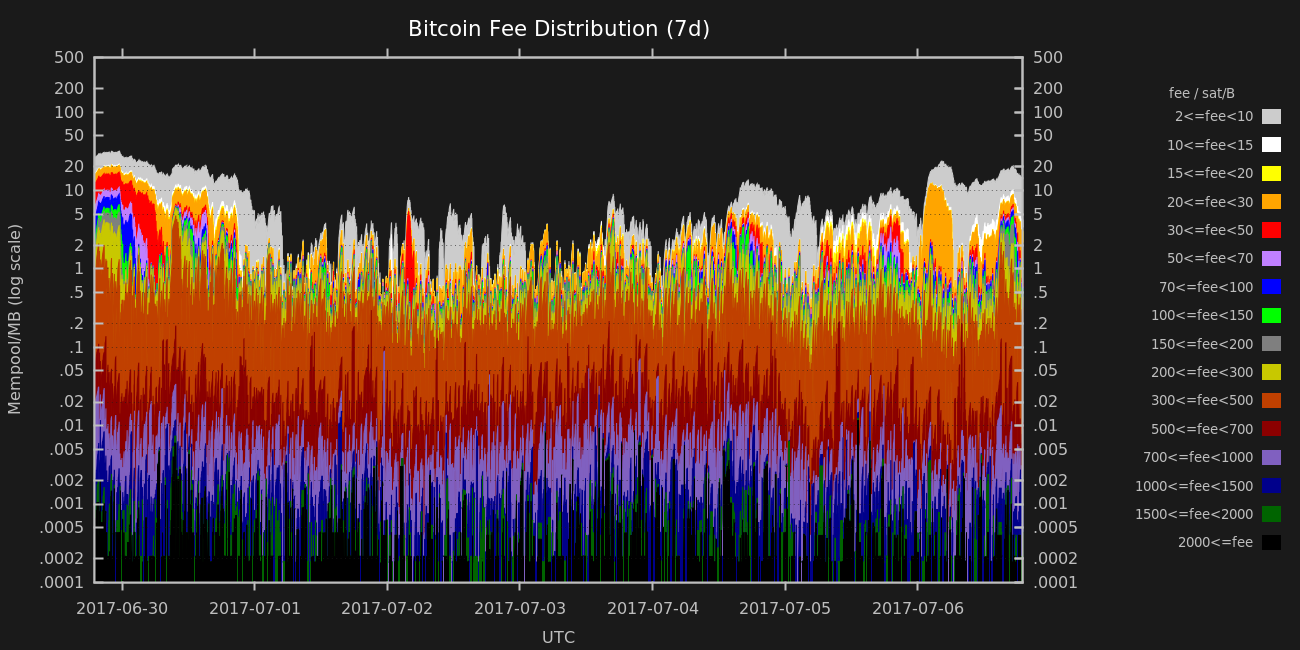 Bitcoin Fee Distribution (7d)
500 500
200 200
100 100
50 50
20 20
10 10
5 5
2 2
1 1
.5 .5
.2 .2
.1 .1
.05 .05
.02 .02
.01 .01
.005 .005
.002 .002
.001 .001
.0005 .0005
.0002 .0002
.0001 .0001
Mempool/MB (log scale)
2017-06-30 2017-07-01 2017-07-02 2017-07-03 2017-07-04 2017-07-05 2017-07-06
UTC
fee / sat/B
2<=fee<10
10<=fee<15
15<=fee<20
20<=fee<30
30<=fee<50
50<=fee<70
70<=fee<100
100<=fee<150
150<=fee<200
200<=fee<300
300<=fee<500
500<=fee<700
700<=fee<1000
1000<=fee<1500
1500<=fee<2000
2000<=fee